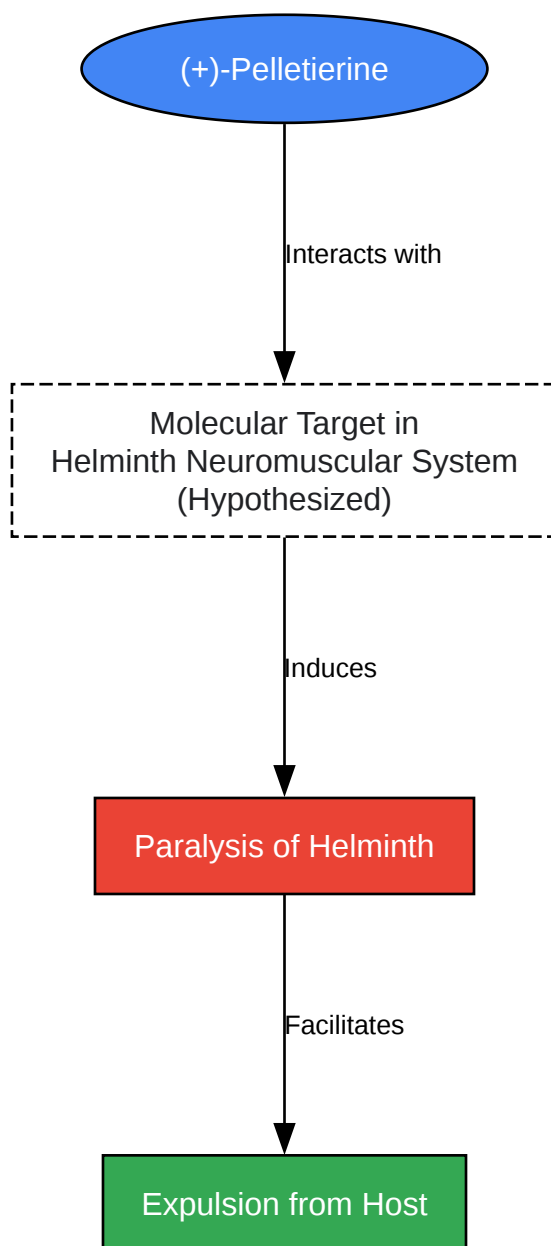 (+)-Pelletierine
Interacts with
Molecular Target in
Helminth Neuromuscular System
(Hypothesized)
Induces
Paralysis of Helminth
Facilitates
Expulsion from Host